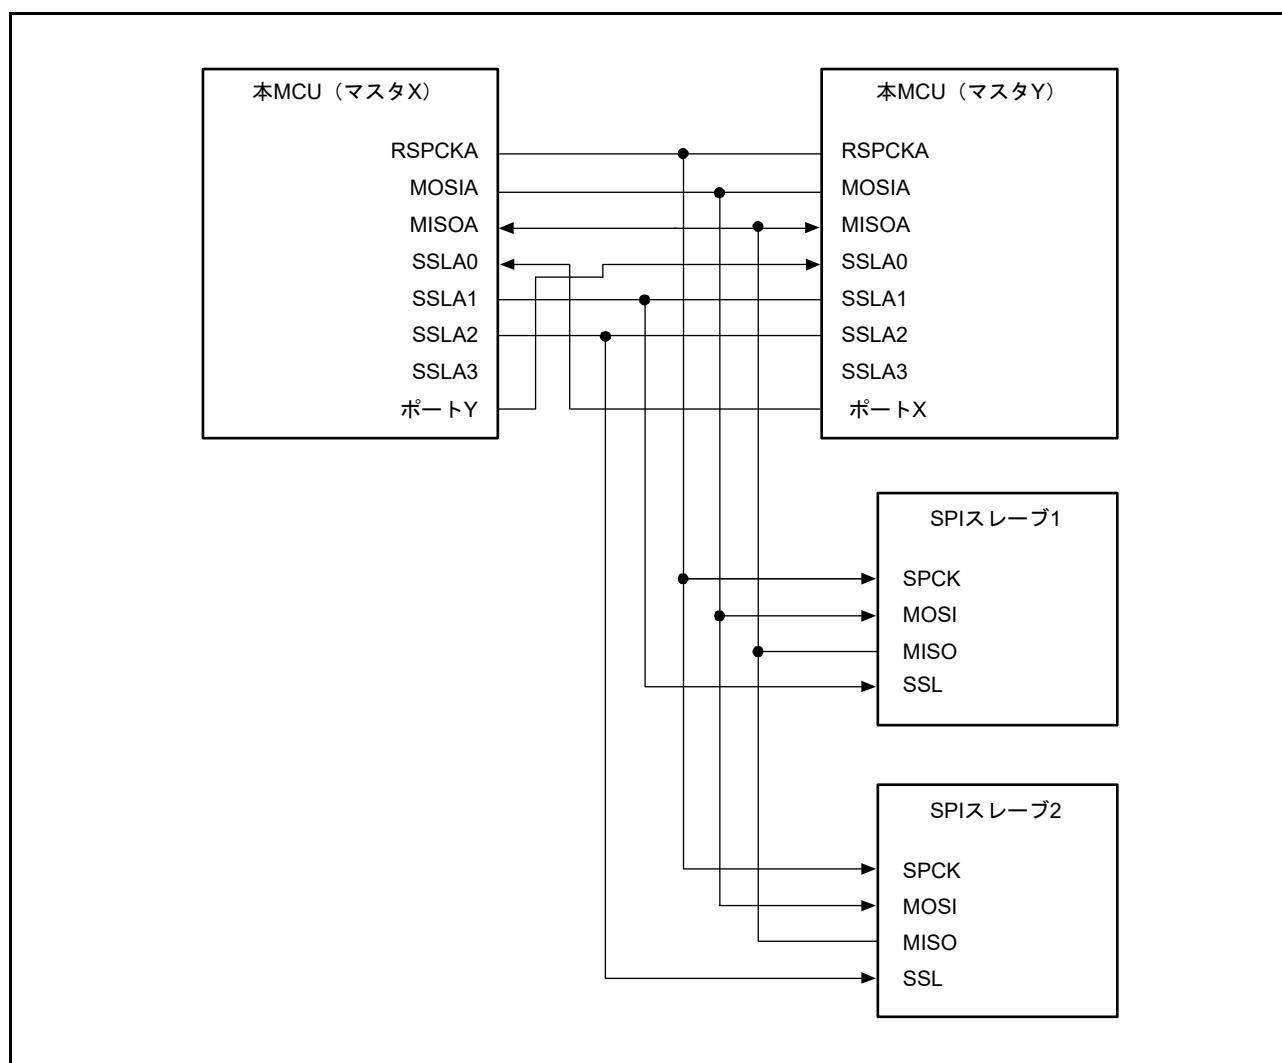 本MCU（マスタX）
RSPCKA
MOSIA
MISOA
SSLA0
SSLA1
SSLA2
SSLA3
ポートY
本MCU（マスタY）
RSPCKA
MOSIA
MISOA
SSLA0
SSLA1
SSLA2
SSLA3
ポートX
SPIスレーブ1
SPCK
MOSI
MISO
SSL
SPIスレーブ2
SPCK
MOSI
MISO
SSL